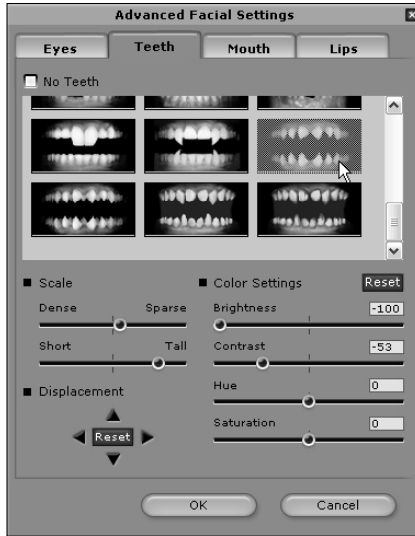 Advanced Facial Settings
Eyes Teeth Mouth Lips
No Teeth
Scale
Dense Sparse
Short Tall
Displacement
Reset
Color Settings Reset
Brightness -100
Contrast -53
Hue 0
Saturation 0
OK Cancel